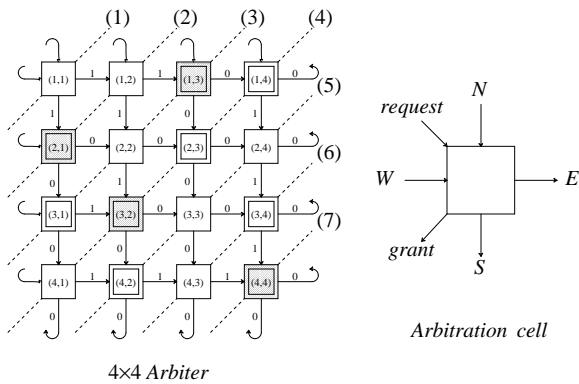 (1) (2) (3) (4)
(1,1) 1 (1,2) 1 (1,3) 0 (1,4) 0
(5)
1 1 0 1
(2,1) 0 (2,2) 0 (2,3) 0 (2,4) 0
(6)
0 1 0 1
(3,1) 1 (3,2) 0 (3,3) 0 (3,4) 0
(7)
0 0 0 1
(4,1) 1 (4,2) 1 (4,3) 1 (4,4) 0
0 0 0 0
4×4 Arbiter
N
request
W
E
grant
S
Arbitration cell